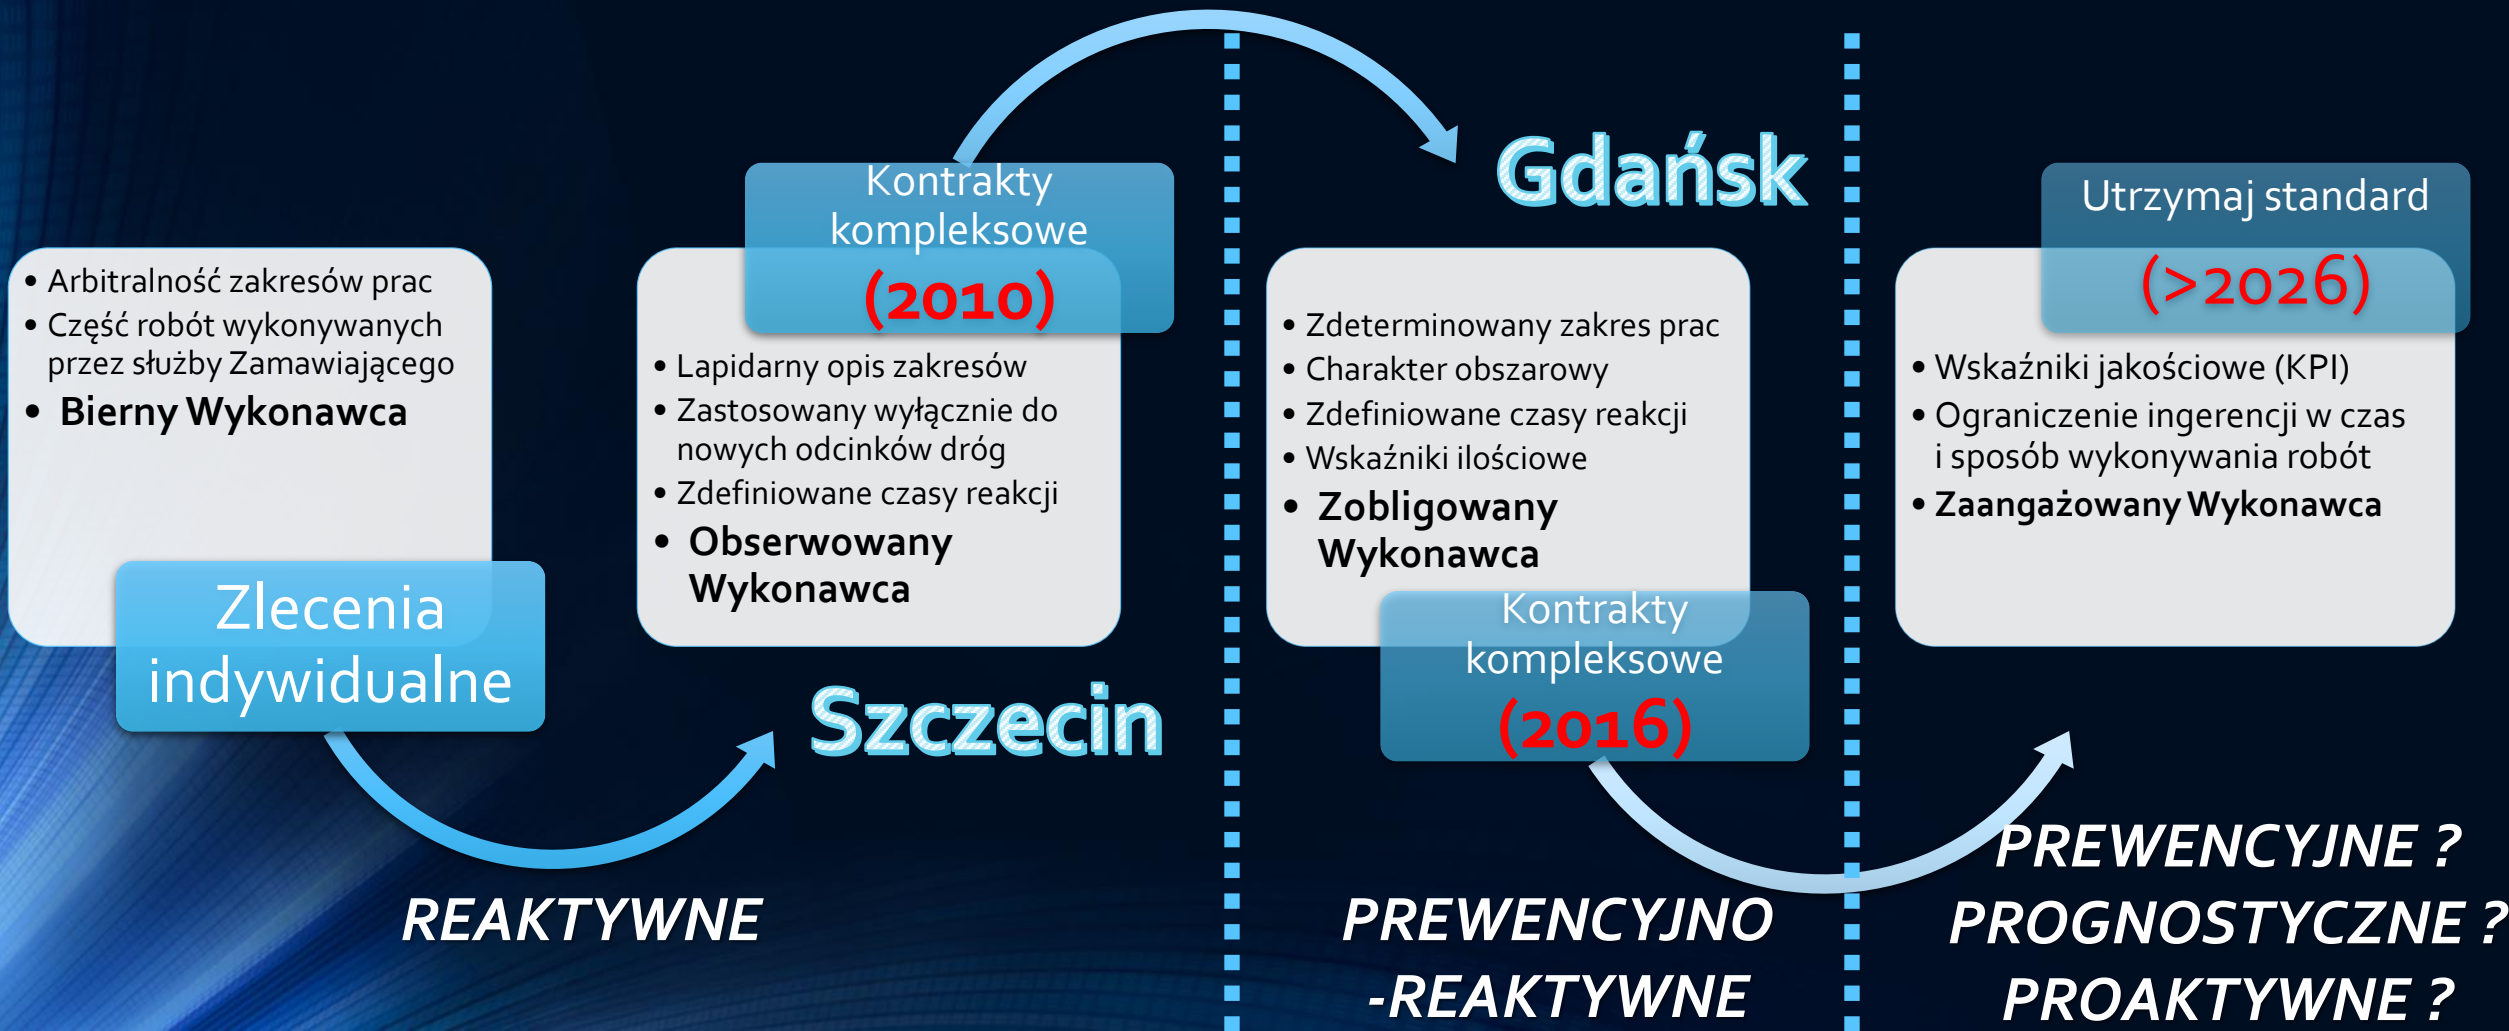 • Arbitralność zakresów prac
• Część robót wykonywanych
przez służby Zamawiającego
• Bierny Wykonawca
Zlecenia
indywidualne
Kontrakty
kompleksowe
(2010)
• Lapidarny opis zakresów
• Zastosowany wyłącznie do
nowych odcinków dróg
• Zdefiniowane czasy reakcji
• Obserwowany
Wykonawca
Szczecin
REAKTYWNE
Gdańsk
• Zdeterminowany zakres prac
• Charakter obszarowy
• Zdefiniowane czasy reakcji
• Wskaźniki ilościowe
• Zobligowany
Wykonawca
Kontrakty
kompleksowe
(2016)
PREWENCYJNO
-REAKTYWNE
Utrzymaj standard
(>2026)
• Wskaźniki jakościowe (KPI)
• Ograniczenie ingerencji w czas
i sposób wykonywania robót
• Zaangażowany Wykonawca
PREWENCYJNE ?
PROGNOSTYCZNE ?
PROAKTYWNE ?